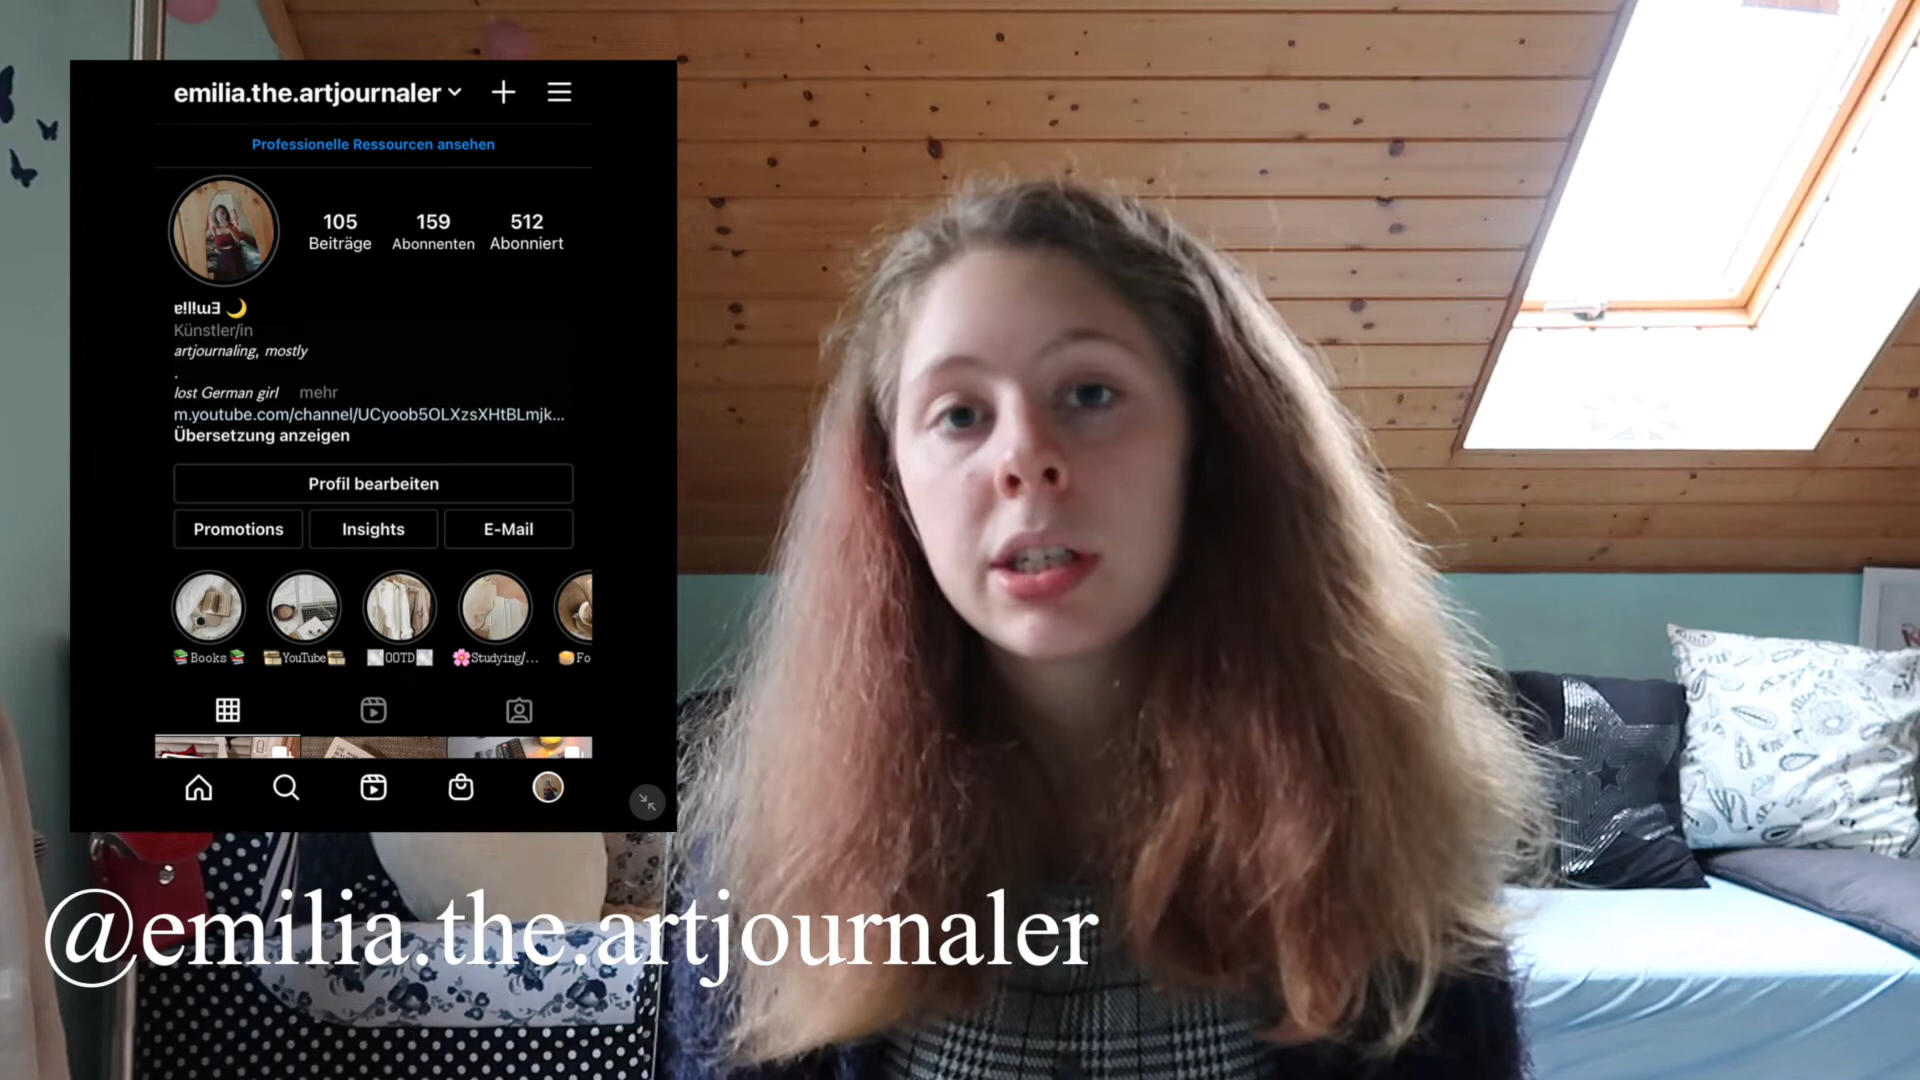 emilia.the.artjournaler
Professionelle Ressourcen ansehen
105 159 512
Beiträge Abonnenten Abonniert
ɐıןıɯƎ 🌙
Künstler/in
artjournaling, mostly
.
lost German girl mehr
m.youtube.com/channel/UCyoob5OLXzsXHtBLmjk...
Übersetzung anzeigen
Profil bearbeiten
Promotions Insights E-Mail
📚Books📚 YouTube OOTD 🌸Studying/... Fo
@emilia.the.artjournaler